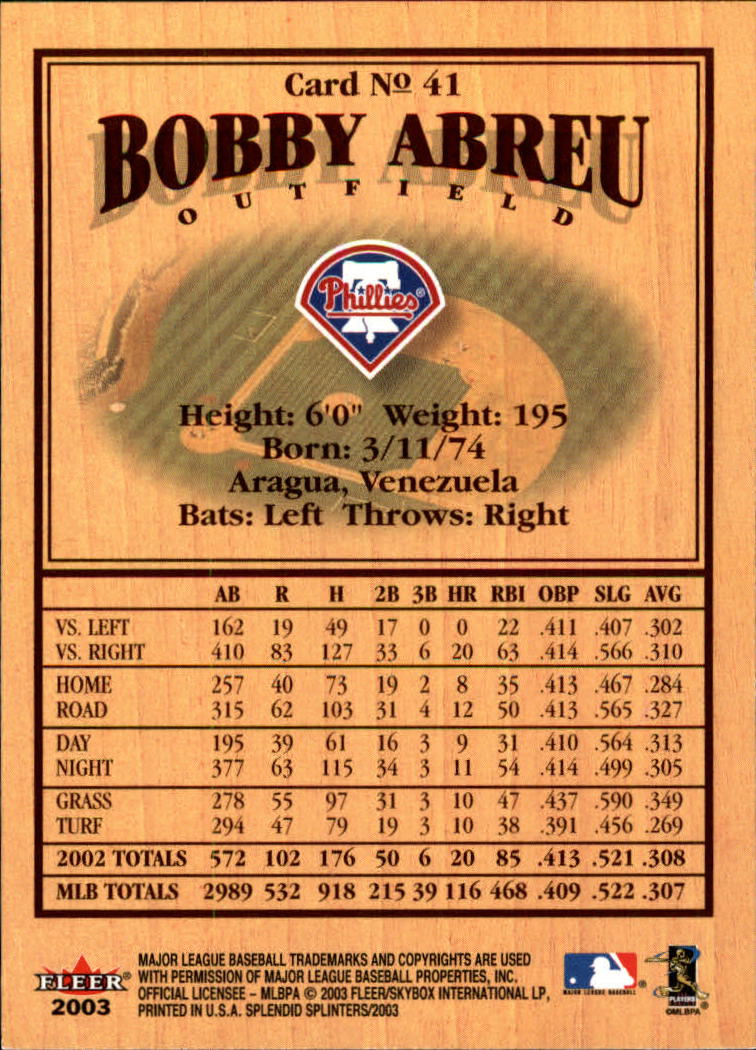 Card Nº 41
BOBBY ABREU
OUTFIELD
Phillies®
Height: 6'0" Weight: 195
Born: 3/11/74
Aragua, Venezuela
Bats: Left Throws: Right
AB R H 2B 3B HR RBI OBP SLG AVG
VS. LEFT 162 19 49 17 0 0 22 .411 .407 .302
VS. RIGHT 410 83 127 33 6 20 63 .414 .566 .310
HOME 257 40 73 19 2 8 35 .413 .467 .284
ROAD 315 62 103 31 4 12 50 .413 .565 .327
DAY 195 39 61 16 3 9 31 .410 .564 .313
NIGHT 377 63 115 34 3 11 54 .414 .499 .305
GRASS 278 55 97 31 3 10 47 .437 .590 .349
TURF 294 47 79 19 3 10 38 .391 .456 .269
2002 TOTALS 572 102 176 50 6 20 85 .413 .521 .308
MLB TOTALS 2989 532 918 215 39 116 468 .409 .522 .307
FLEER®
2003
MAJOR LEAGUE BASEBALL TRADEMARKS AND COPYRIGHTS ARE USED
WITH PERMISSION OF MAJOR LEAGUE BASEBALL PROPERTIES, INC.
OFFICIAL LICENSEE – MLBPA © 2003 FLEER/SKYBOX INTERNATIONAL LP,
PRINTED IN U.S.A. SPLENDID SPLINTERS/2003
MAJOR LEAGUE BASEBALL®
PLAYERS
©MLBPA